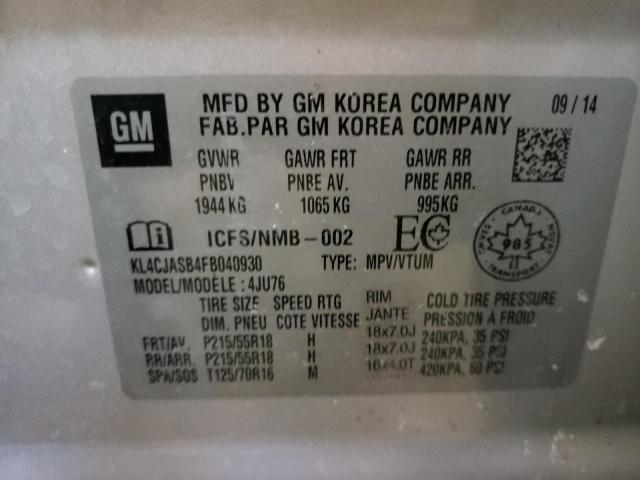 GM
MFD BY GM KOREA COMPANY 09/14
FAB.PAR GM KOREA COMPANY
GVWR GAWR FRT GAWR RR
PNBV PNBE AV. PNBE ARR.
1944 KG 1065 KG 995KG
ICFS/NMB-002 EC
CANADA 985
KL4CJASB4FB040930 TYPE: MPV/VTUM
MODEL/MODÈLE : 4JU76
TIRE SIZE SPEED RTG RIM COLD TIRE PRESSURE
DIM. PNEU COTE VITESSE JANTE PRESSION À FROID
FRT/AV. P215/55R18 H 18x7.0J 240KPA, 35 PSI
RR/ARR. P215/55R18 H 18x7.0J 240KPA, 35 PSI
SPA/SOS T125/70R16 M 16x4.0T 420KPA, 60 PSI